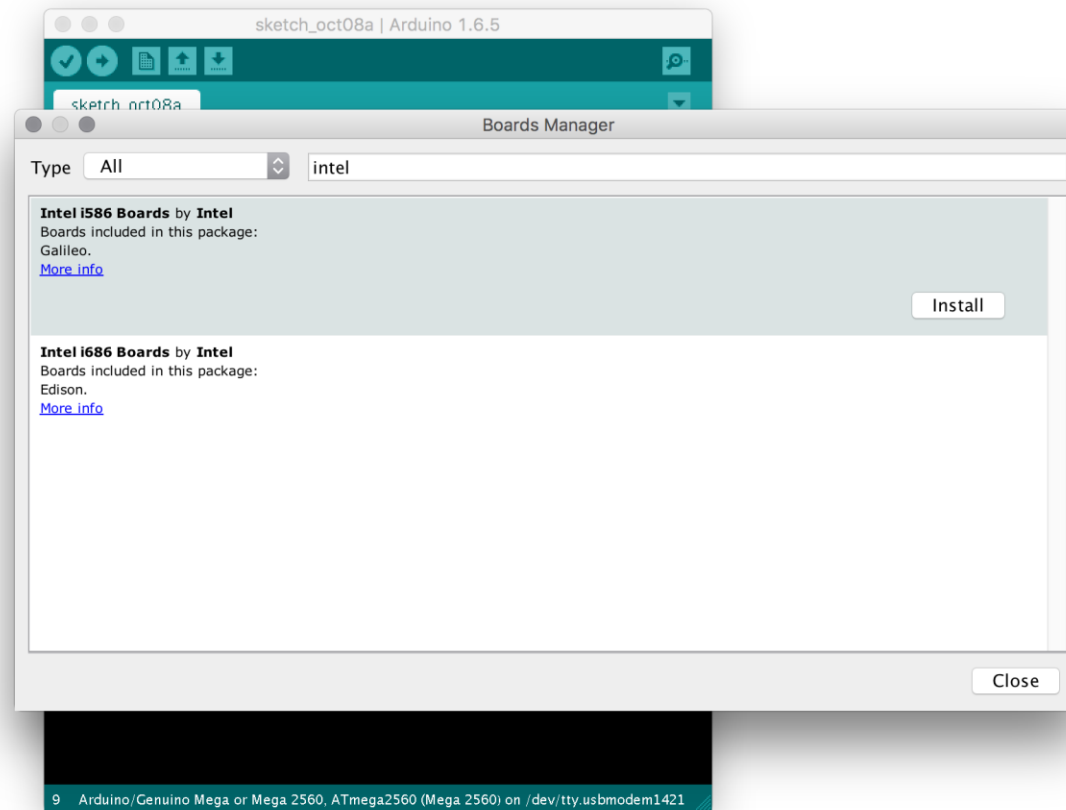 sketch_oct08a | Arduino 1.6.5
sketch_oct08a
Boards Manager
Type All intel
Intel i586 Boards by Intel
Boards included in this package:
Galileo.
More info
Install
Intel i686 Boards by Intel
Boards included in this package:
Edison.
More info
Close
9 Arduino/Genuino Mega or Mega 2560, ATmega2560 (Mega 2560) on /dev/tty.usbmodem1421